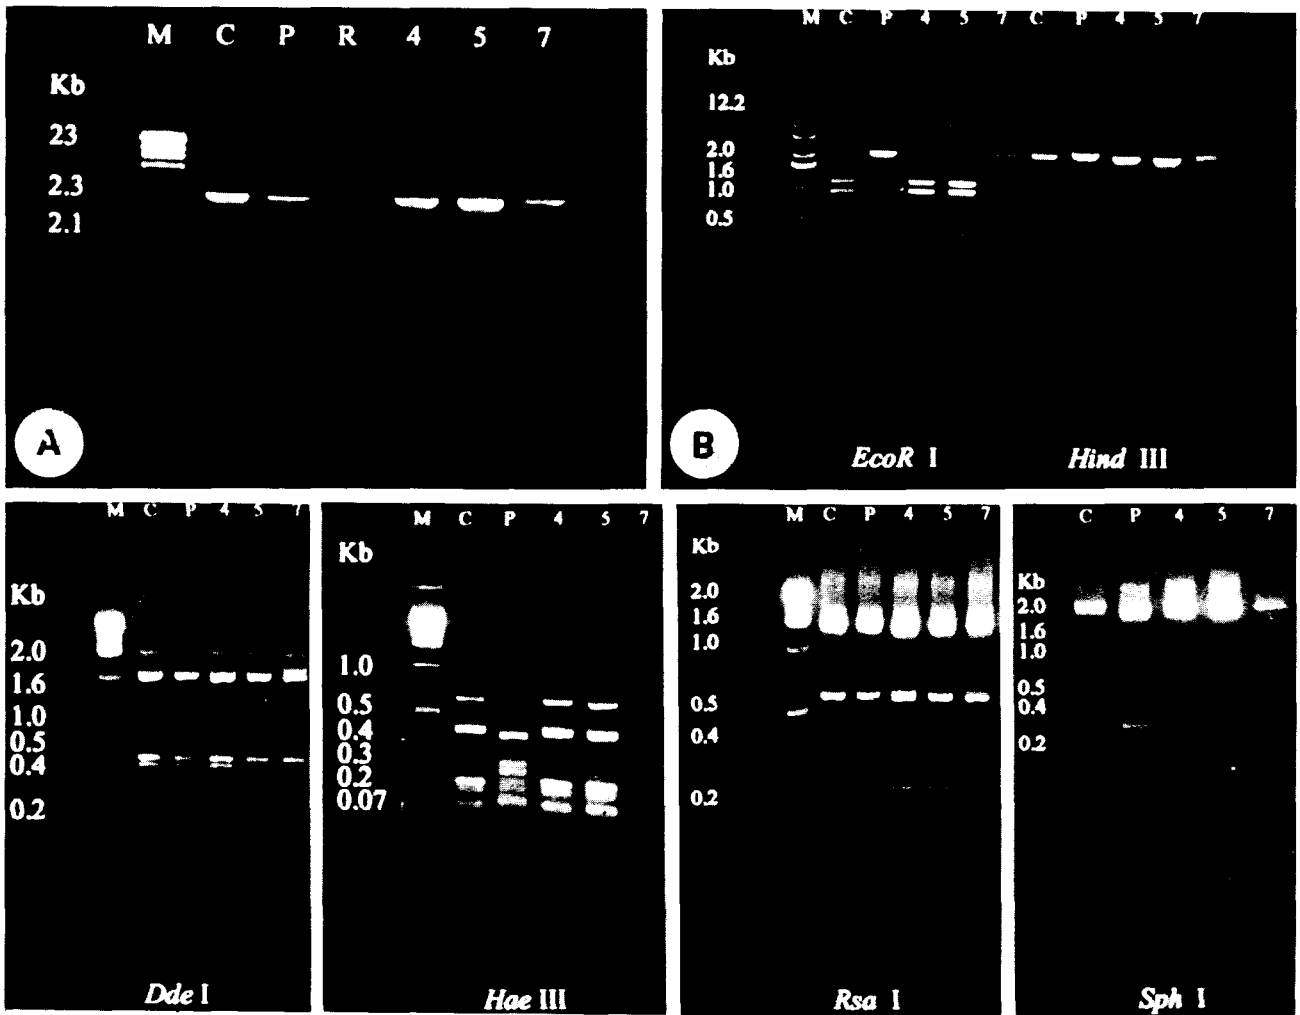 M C P R 4 5 7
Kb
23
2.3
2.1
A
M C P 4 5 7 C P 4 5 7
Kb
12.2
2.0
1.6
1.0
0.5
B
EcoR I Hind III
M C P 4 5 7
Kb
2.0
1.6
1.0
0.5
0.4
0.2
Dde I
M C P 4 5 7
Kb
1.0
0.5
0.4
0.3
0.2
0.07
Hae III
M C P 4 5 7
Kb
2.0
1.6
1.0
0.5
0.4
0.2
Rsa I
C P 4 5 7
Kb
2.0
1.6
1.0
0.5
0.4
0.2
Sph I